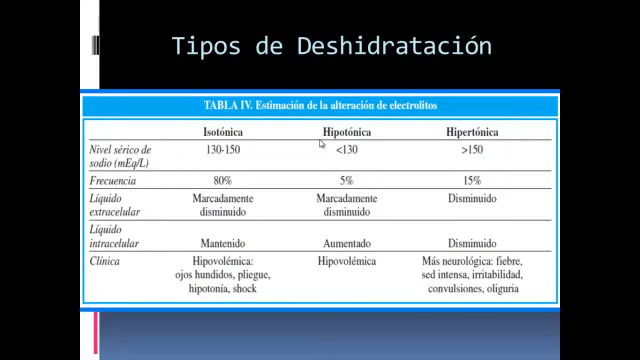 Tipos de Deshidratación
TABLA IV. Estimación de la alteración de electrolitos
Isotónica Hipotónica Hipertónica
Nivel sérico de 130-150 <130 >150
sodio (mEq/L)
Frecuencia 80% 5% 15%
Líquido Marcadamente Marcadamente Disminuido
extracelular disminuido disminuido
Líquido
intracelular Mantenido Aumentado Disminuido
Clínica Hipovolémica: Hipovolémica Más neurológica: fiebre,
ojos hundidos, pliegue, sed intensa, irritabilidad,
hipotonía, shock convulsiones, oliguria